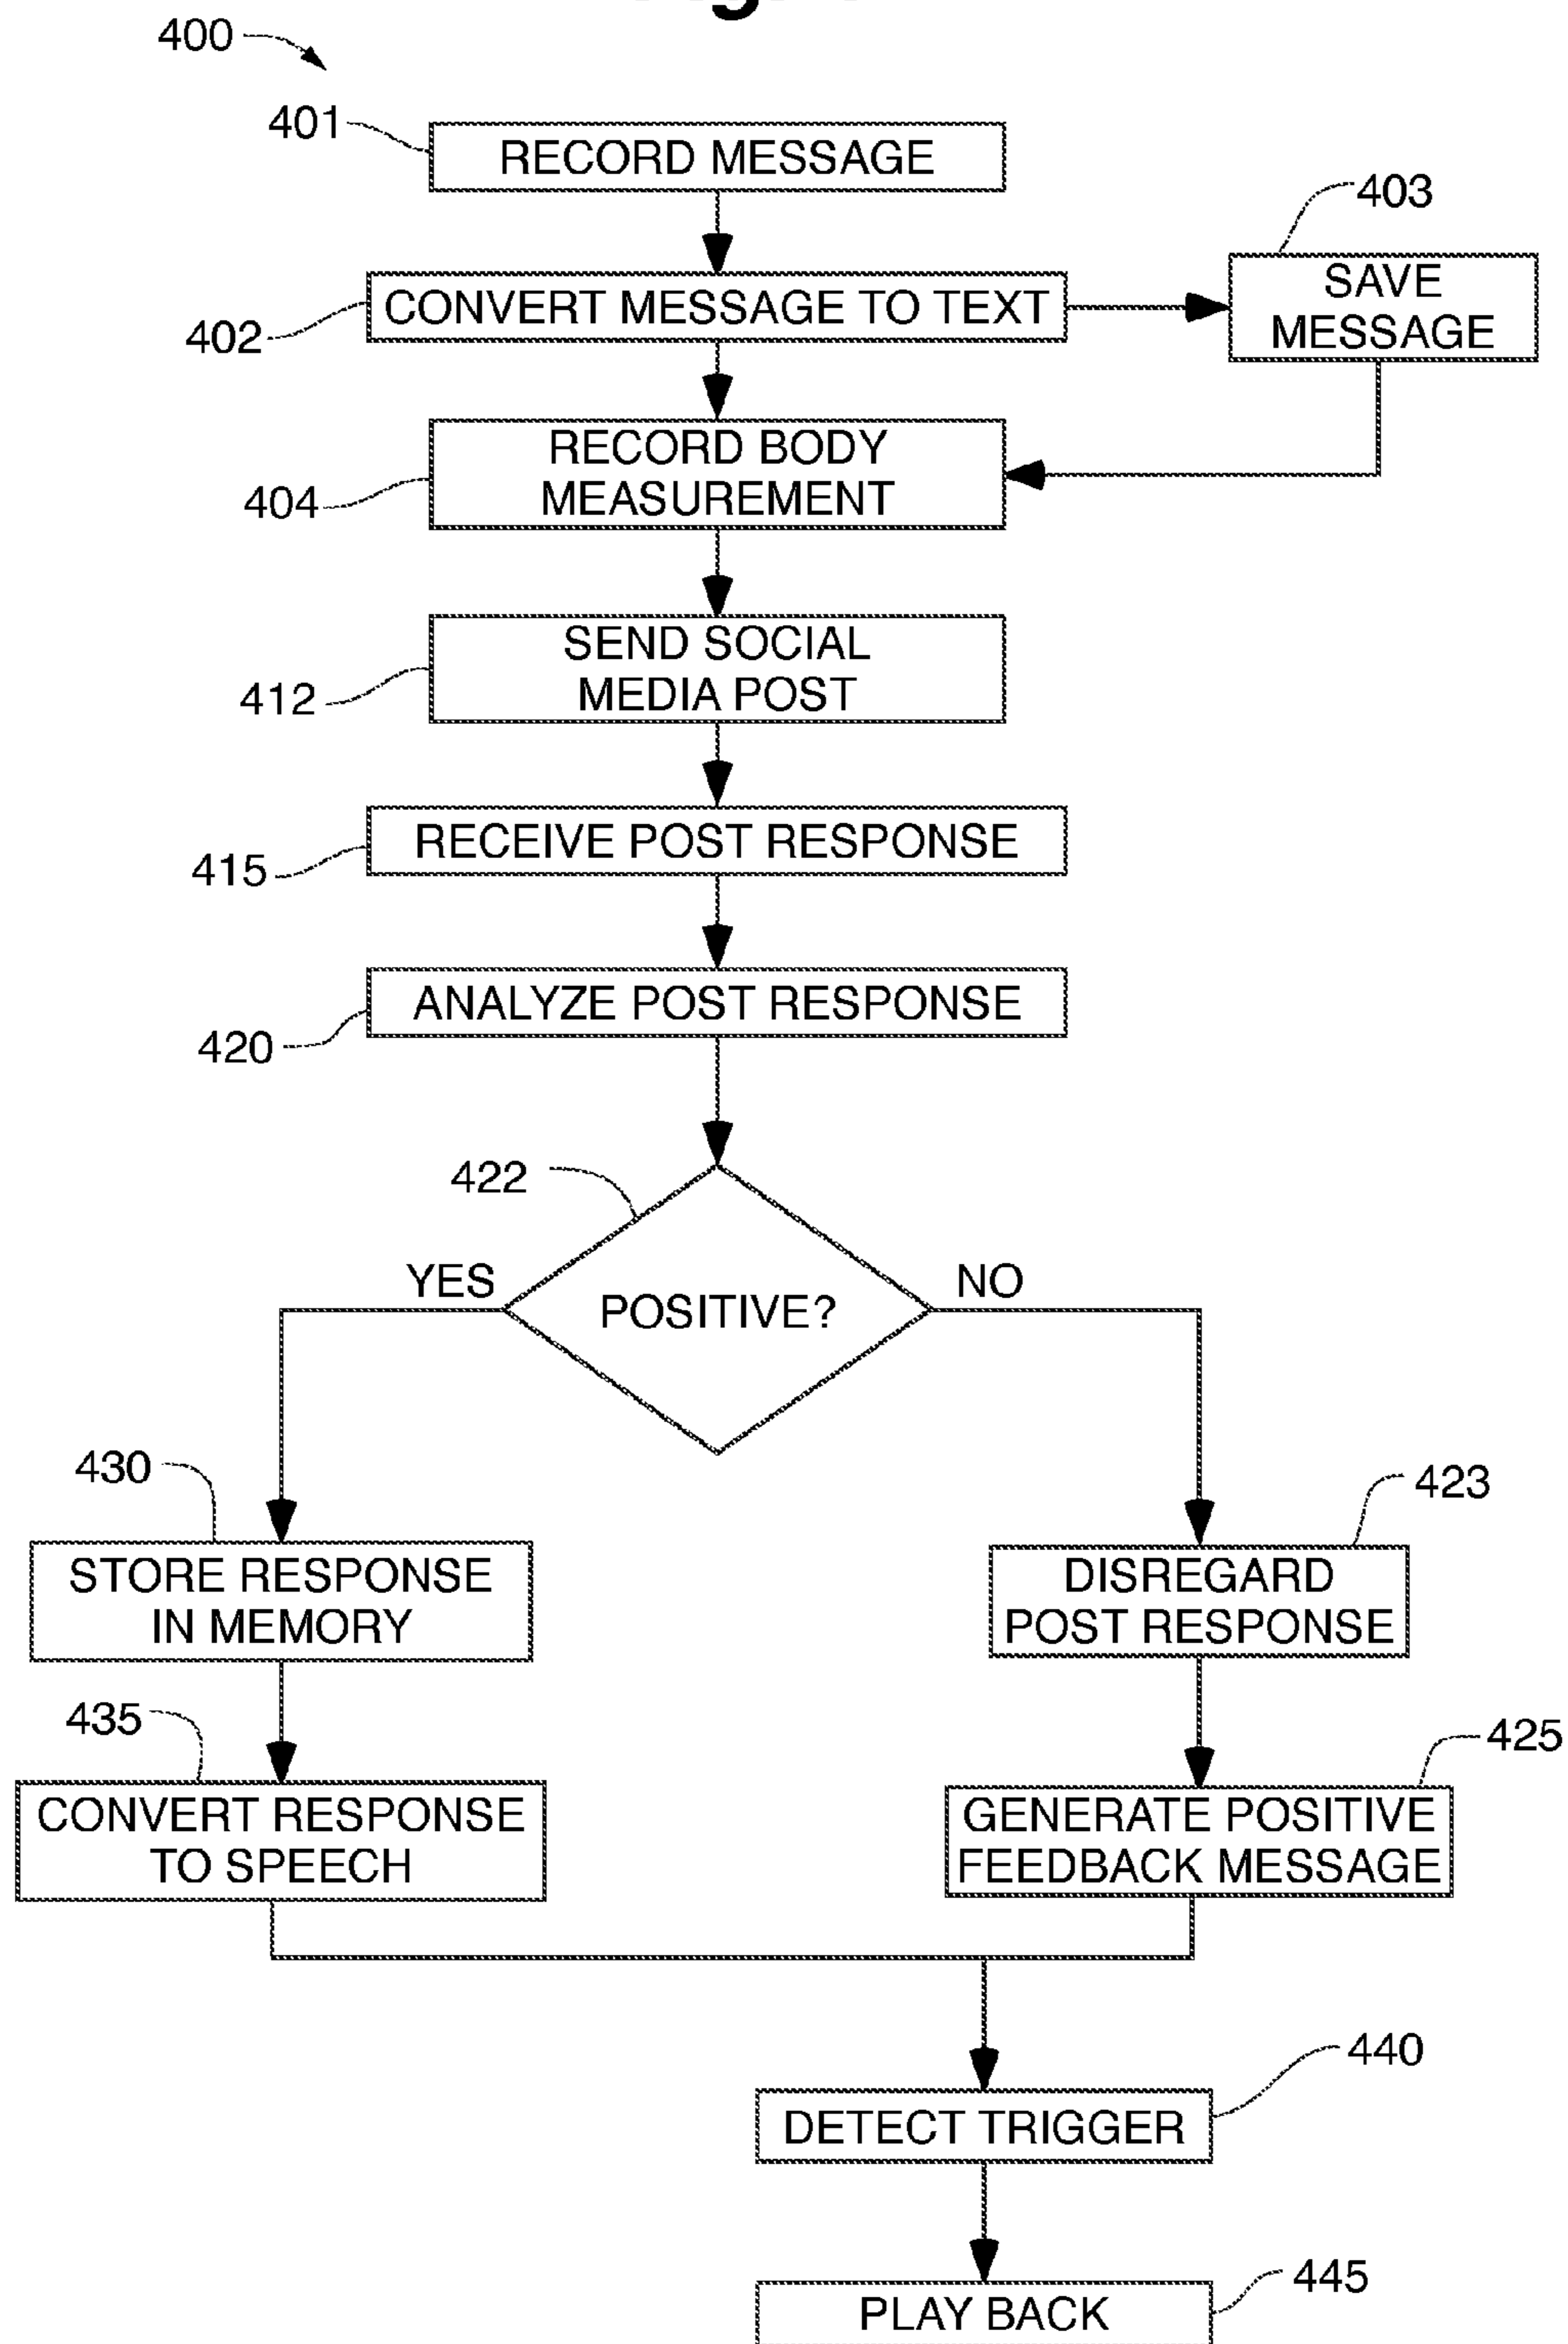 400
401
RECORD MESSAGE
403
402
CONVERT MESSAGE TO TEXT
SAVE
MESSAGE
404
RECORD BODY
MEASUREMENT
412
SEND SOCIAL
MEDIA POST
415
RECEIVE POST RESPONSE
420
ANALYZE POST RESPONSE
422
YES
POSITIVE?
NO
430
STORE RESPONSE
IN MEMORY
423
DISREGARD
POST RESPONSE
435
CONVERT RESPONSE
TO SPEECH
425
GENERATE POSITIVE
FEEDBACK MESSAGE
440
DETECT TRIGGER
445
PLAY BACK